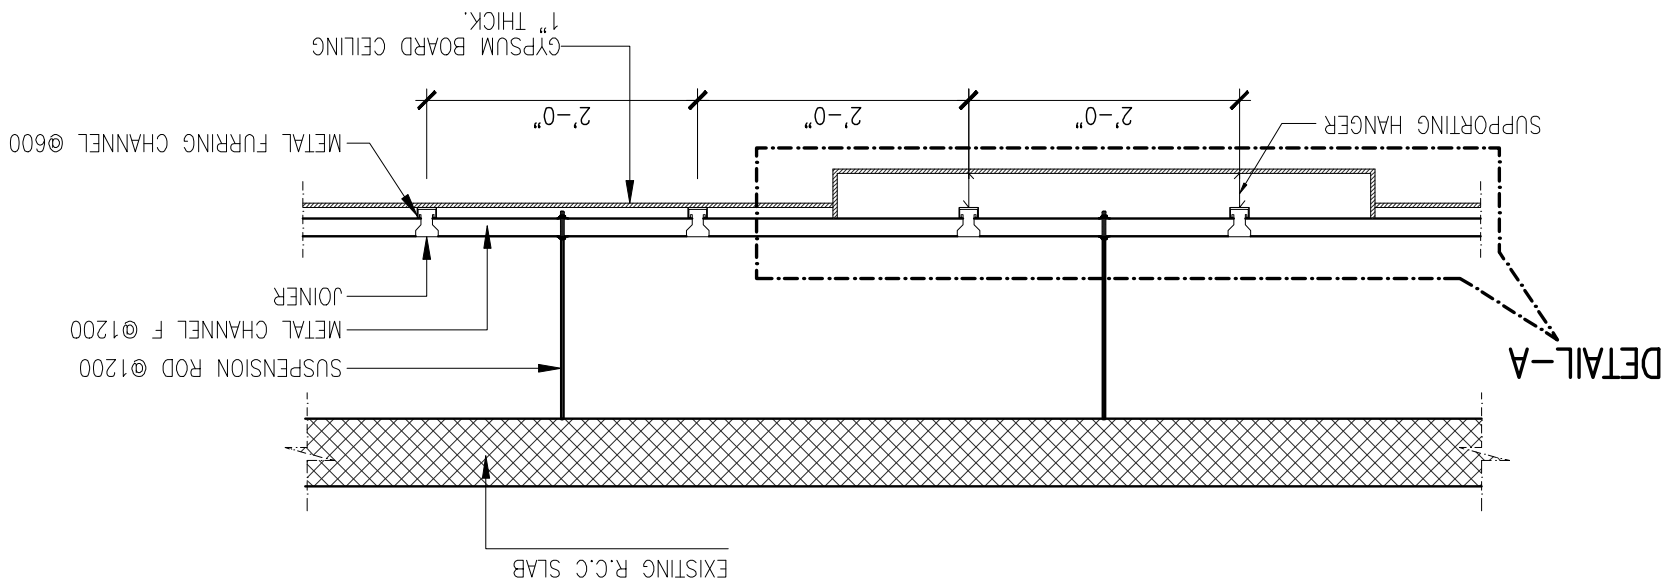 EXISTING R.C.C SLAB
DETAIL-A
SUSPENSION ROD @1200
METAL CHANNEL F @1200
JOINER
METAL FURRING CHANNEL @600
SUPPORTING HANGER
2'-0"
2'-0"
2'-0"
GYPSUM BOARD CEILING
1" THICK.